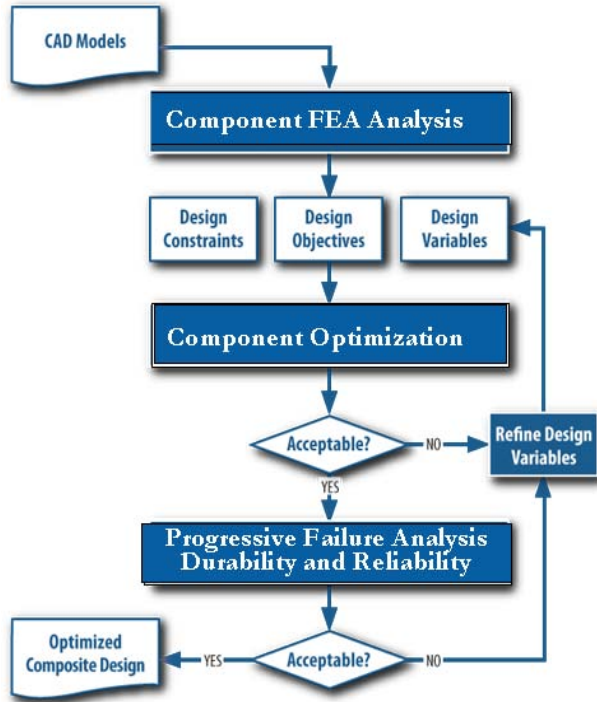 CAD Models
Component FEA Analysis
Design
Constraints
Design
Objectives
Design
Variables
Component Optimization
Acceptable?
NO
Refine Design
Variables
YES
Progressive Failure Analysis
Durability and Reliability
Optimized
Composite Design
YES
Acceptable?
NO